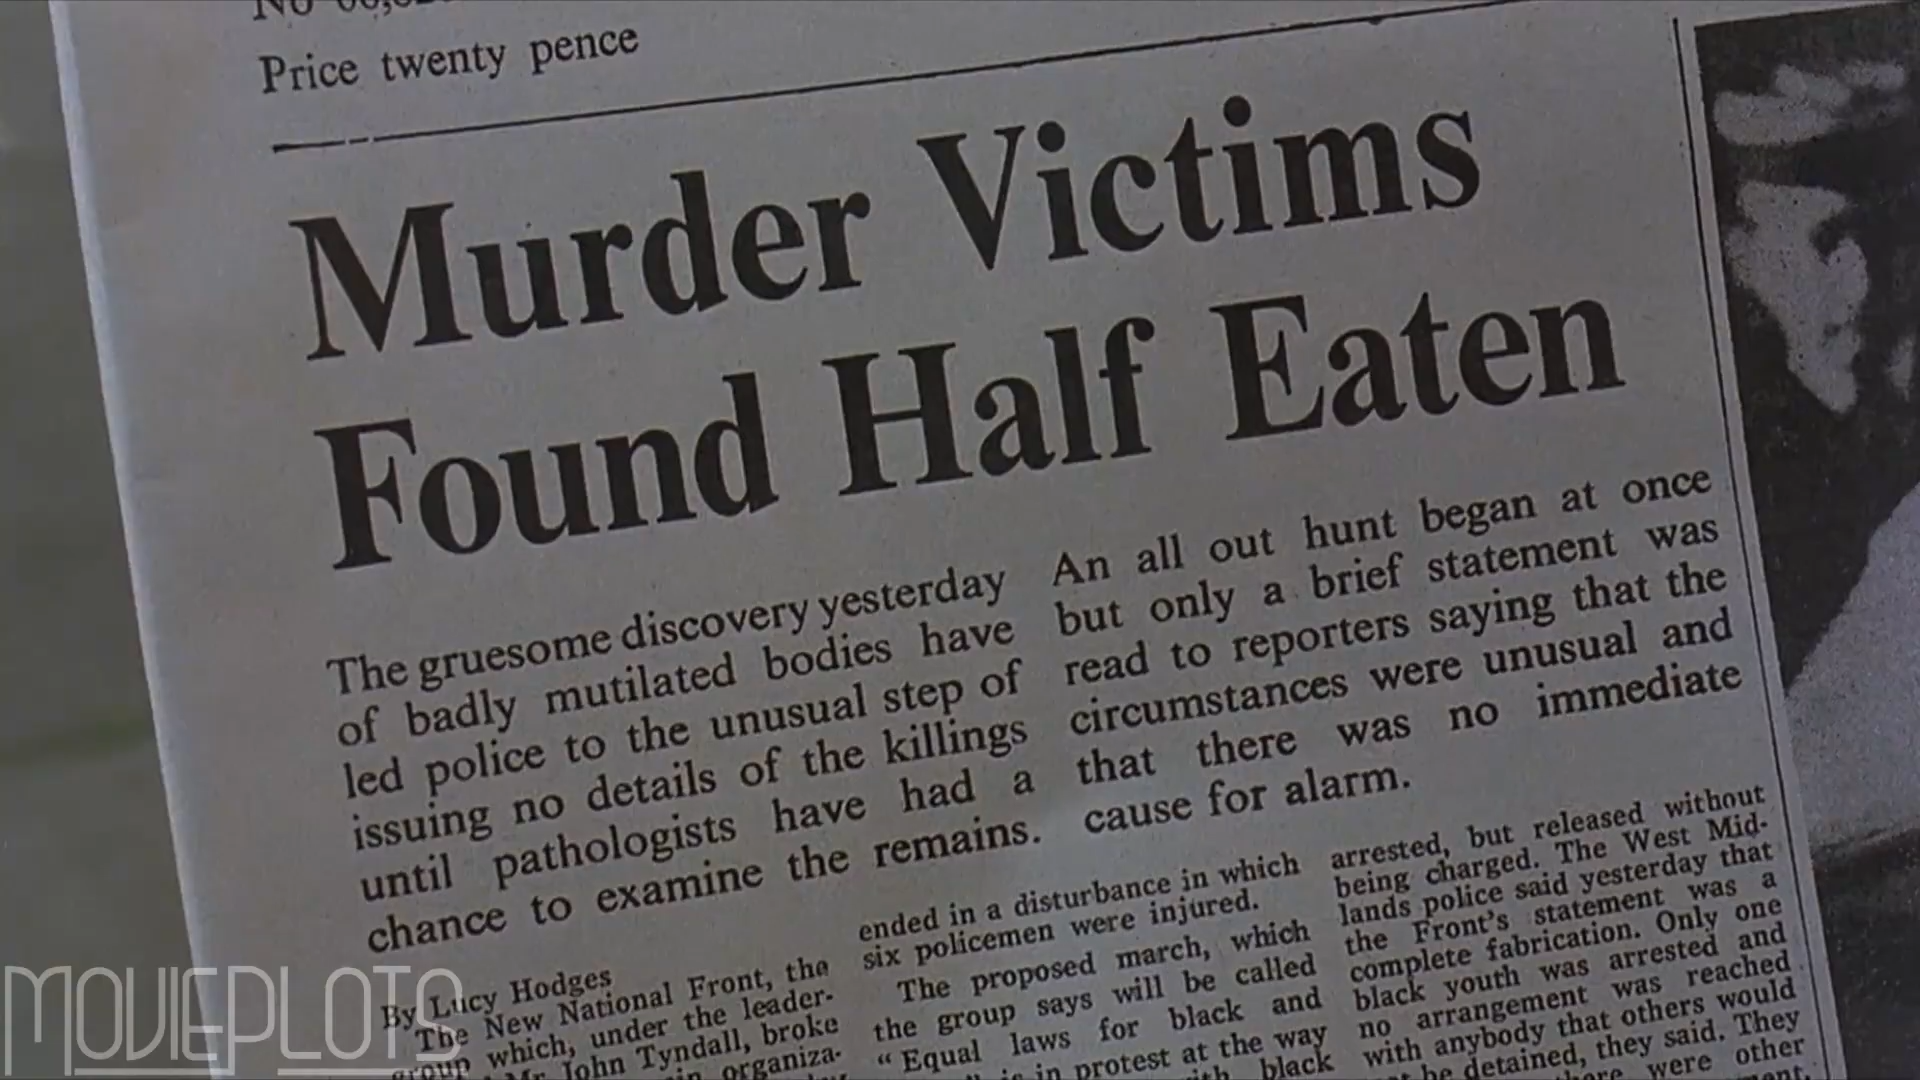 No
Price twenty pence
Murder Victims
Found Half Eaten
The gruesome discovery yesterday
of badly mutilated bodies have
led police to the unusual step of
issuing no details of the killings
until pathologists have had a
chance to examine the remains.
An all out hunt began at once
but only a brief statement was
read to reporters saying that the
circumstances were unusual and
that there was no immediate
cause for alarm.
By Lucy Hodges
The New National Front, the
group which, under the leader-
John Tyndall, broke
organiza-
ended in a disturbance in which
six policemen were injured.
The proposed march, which
the group says will be called
"Equal laws for black and
in protest at the way
black
arrested, but released without
being charged. The West Mid-
lands police said yesterday that
the Front's statement was a
complete fabrication. Only one
black youth was arrested and
no arrangement was reached
with anybody that others would
be detained, they said. They
were other
MOVIEPLOTS